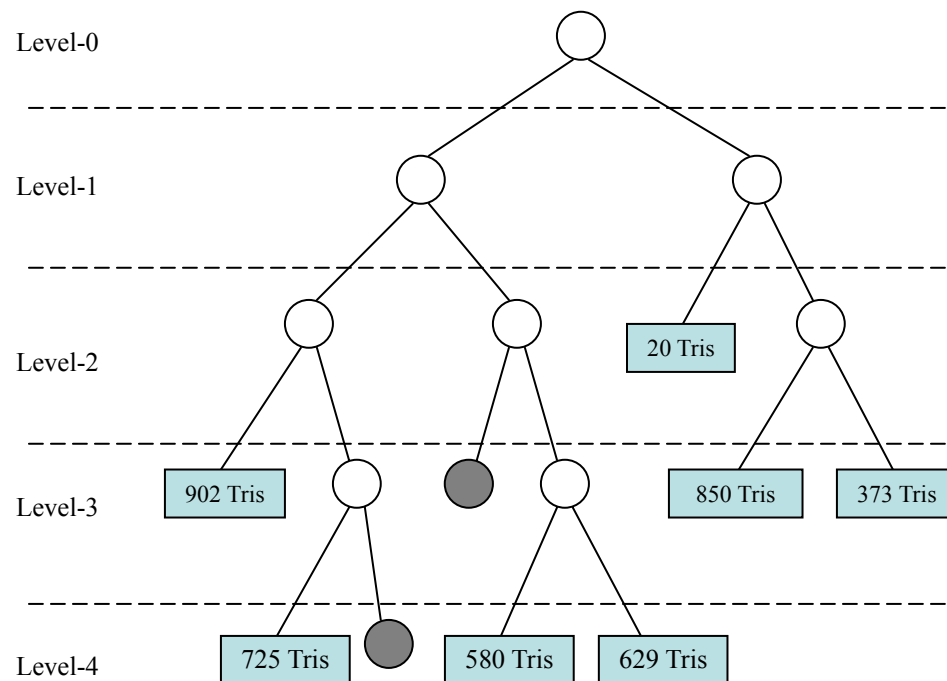 Level-0
Level-1
Level-2
20 Tris
Level-3
902 Tris
850 Tris
373 Tris
Level-4
725 Tris
580 Tris
629 Tris